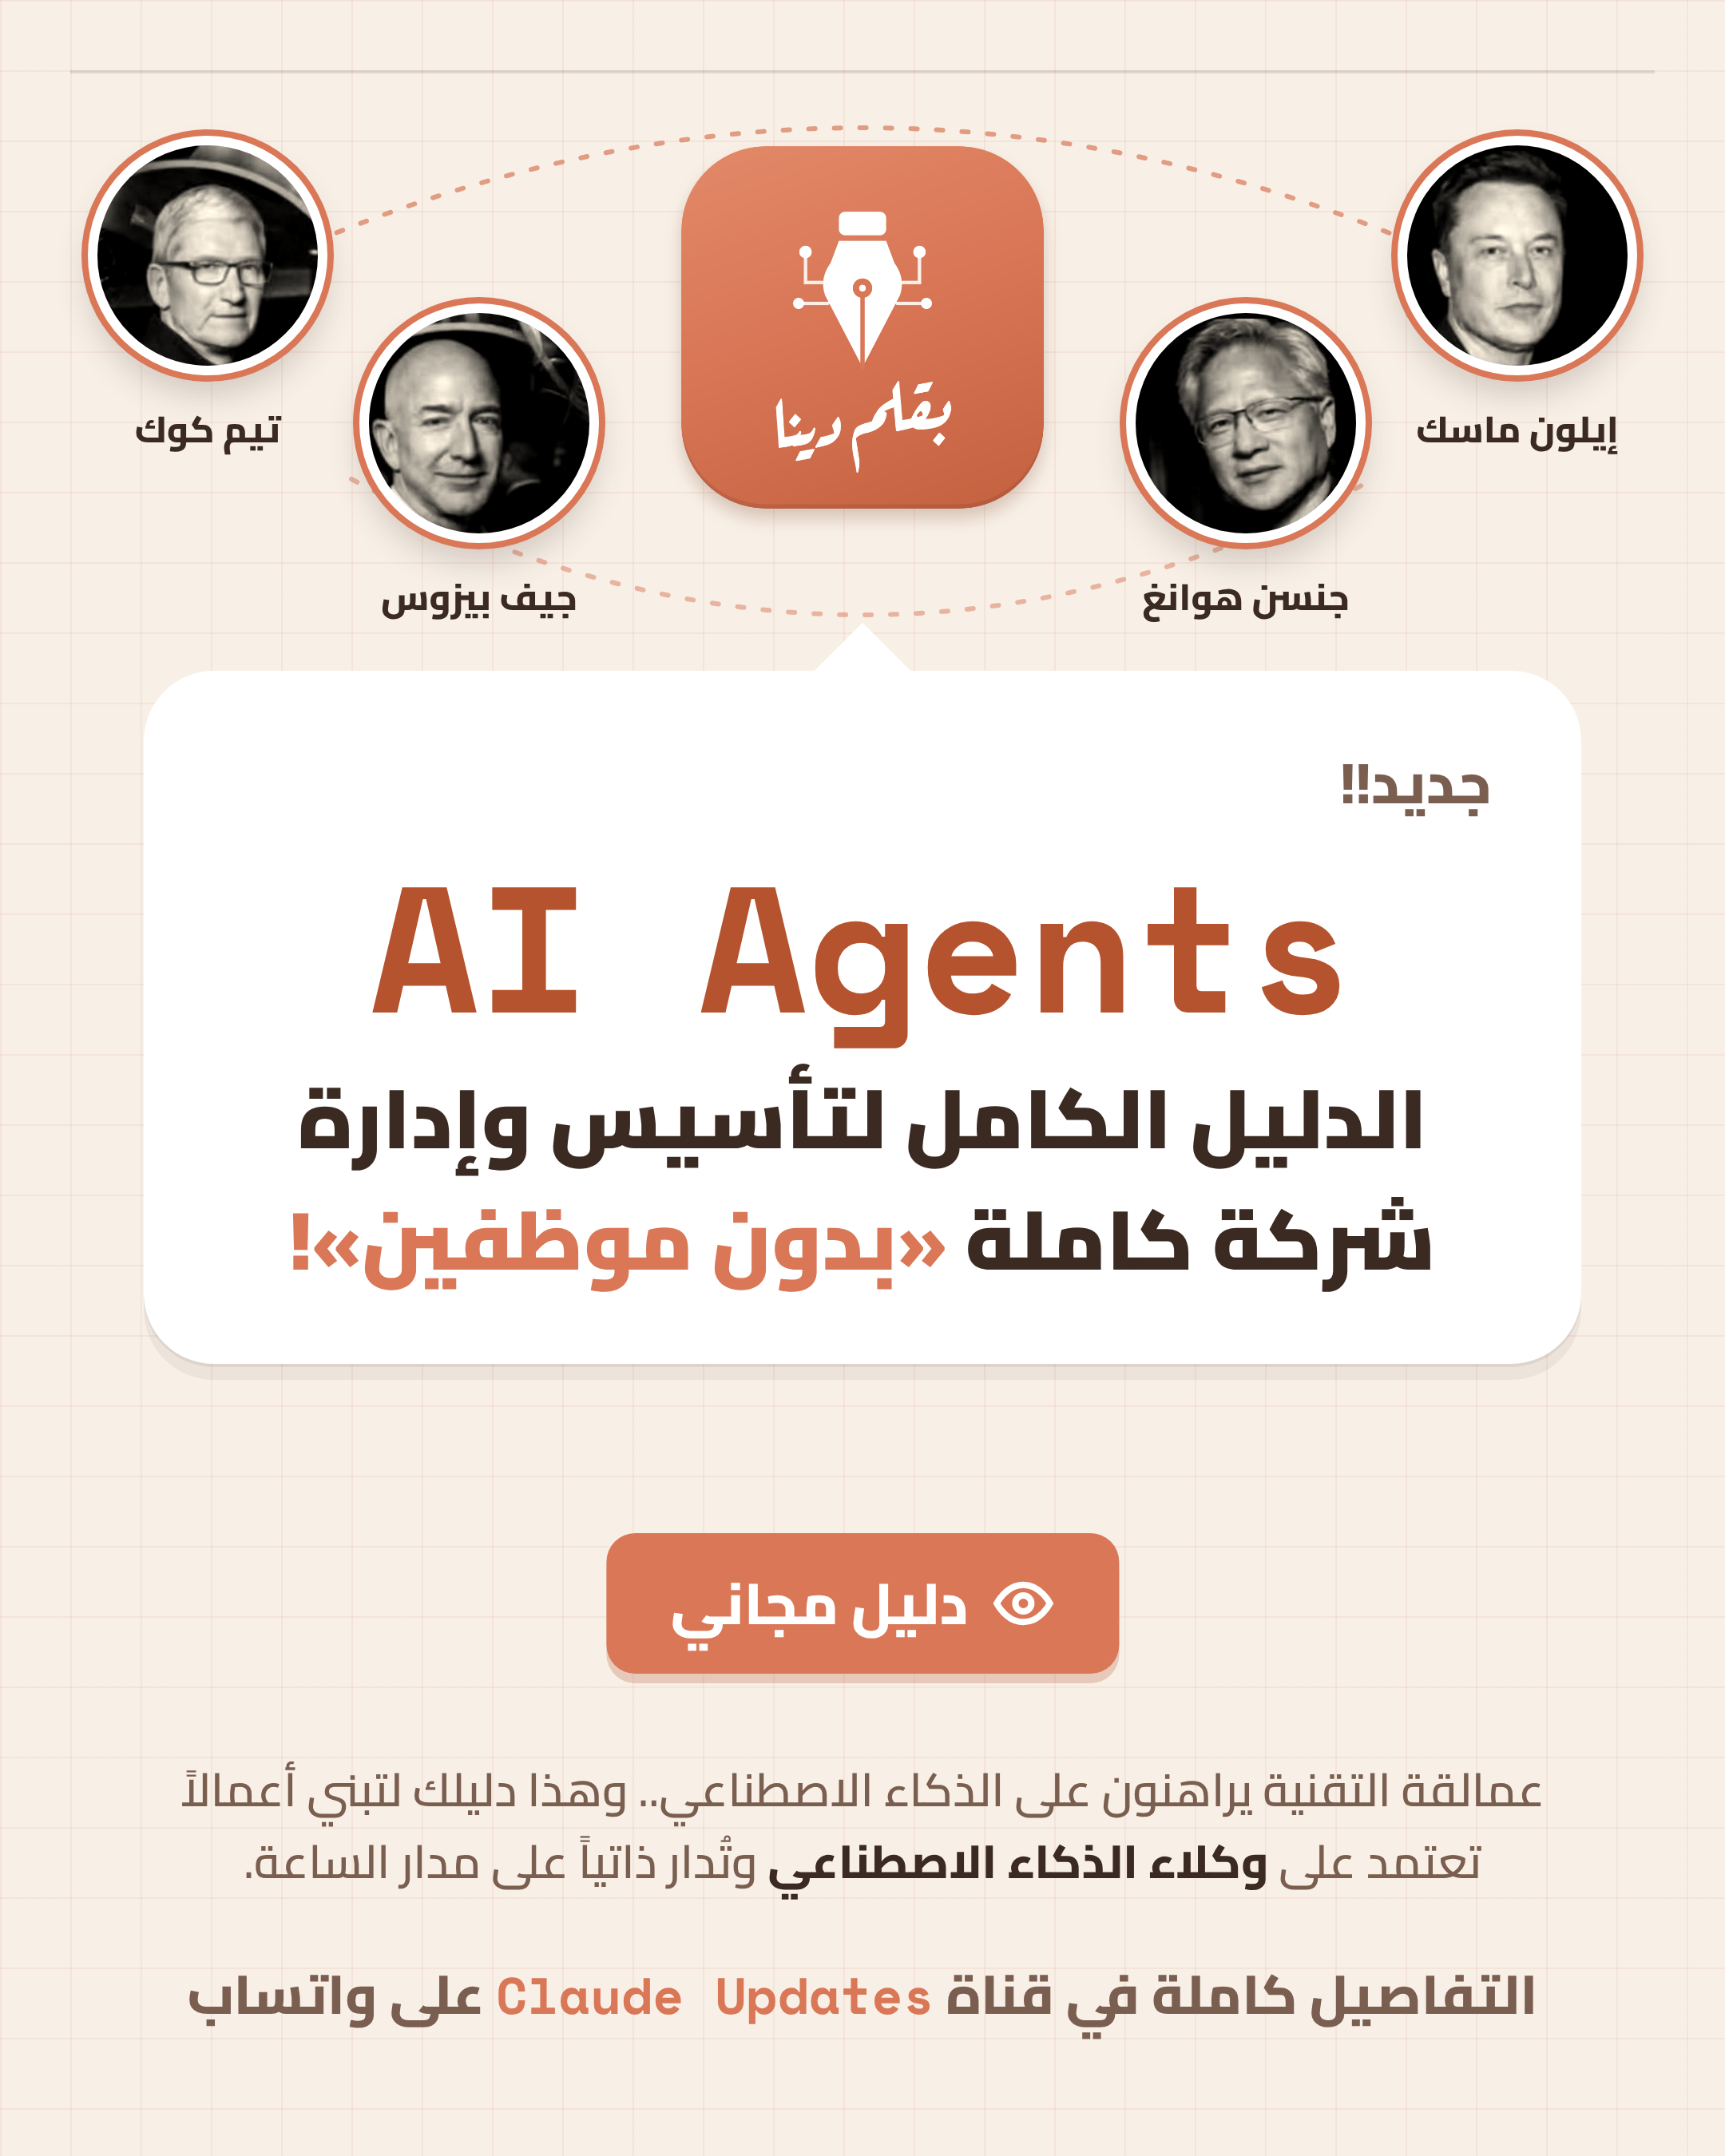 إيلون ماسك
جنسن هوانغ
بقلم دينا
جيف بيزوس
تيم كوك
جديد!!
AI Agents
الدليل الكامل لتأسيس وإدارة
شركة كاملة «بدون موظفين»!
دليل مجاني
عمالقة التقنية يراهنون على الذكاء الاصطناعي.. وهذا دليلك لتبني أعمالاً
تعتمد على وكلاء الذكاء الاصطناعي وتُدار ذاتياً على مدار الساعة.
التفاصيل كاملة في قناة Claude Updates على واتساب